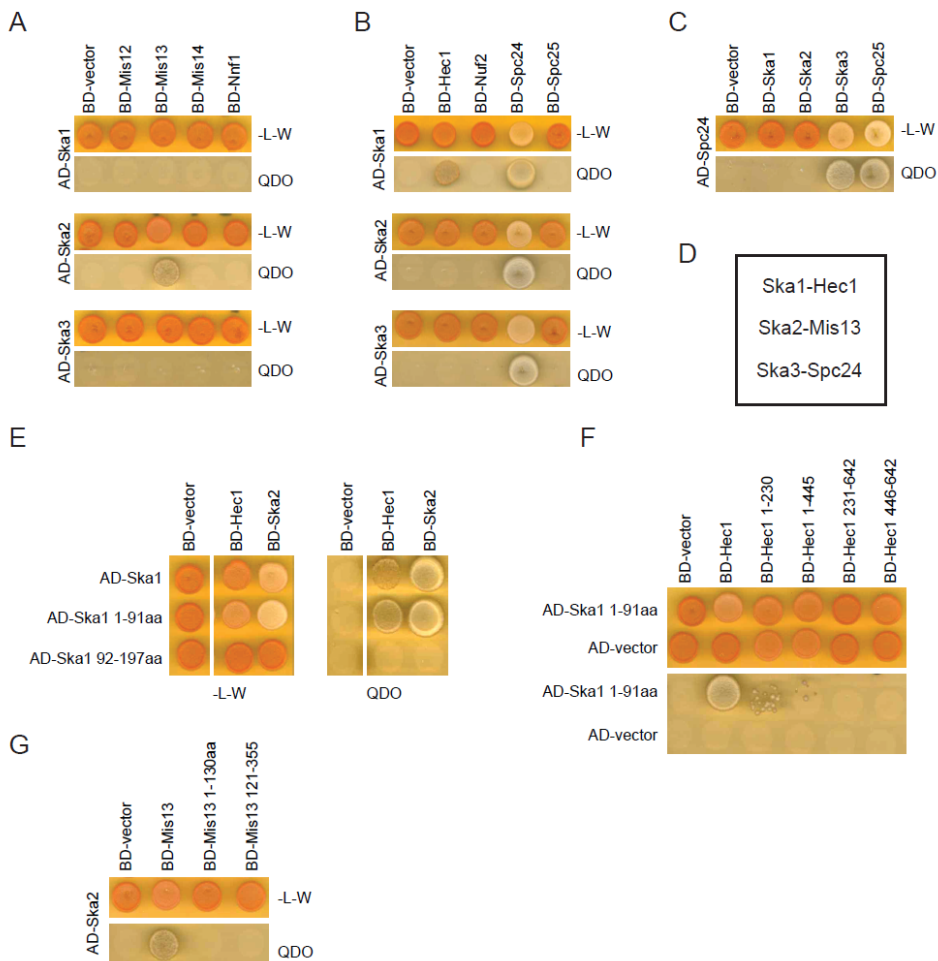 A
BD-vector
BD-Mis12
BD-Mis13
BD-Mis14
BD-Nnf1
AD-Ska1
-L-W
QDO
AD-Ska2
-L-W
QDO
AD-Ska3
-L-W
QDO
B
BD-vector
BD-Hec1
BD-Nuf2
BD-Spc24
BD-Spc25
AD-Ska1
-L-W
QDO
AD-Ska2
-L-W
QDO
AD-Ska3
-L-W
QDO
C
BD-vector
BD-Ska1
BD-Ska2
BD-Ska3
BD-Spc25
AD-Spc24
-L-W
QDO
D
Ska1-Hec1
Ska2-Mis13
Ska3-Spc24
E
BD-vector
BD-Hec1
BD-Ska2
BD-vector
BD-Hec1
BD-Ska2
AD-Ska1
AD-Ska1 1-91aa
AD-Ska1 92-197aa
-L-W
QDO
F
BD-vector
BD-Hec1
BD-Hec1 1-230
BD-Hec1 1-445
BD-Hec1 231-642
BD-Hec1 446-642
AD-Ska1 1-91aa
AD-vector
AD-Ska1 1-91aa
AD-vector
G
BD-vector
BD-Mis13
BD-Mis13 1-130aa
BD-Mis13 121-355
AD-Ska2
-L-W
QDO